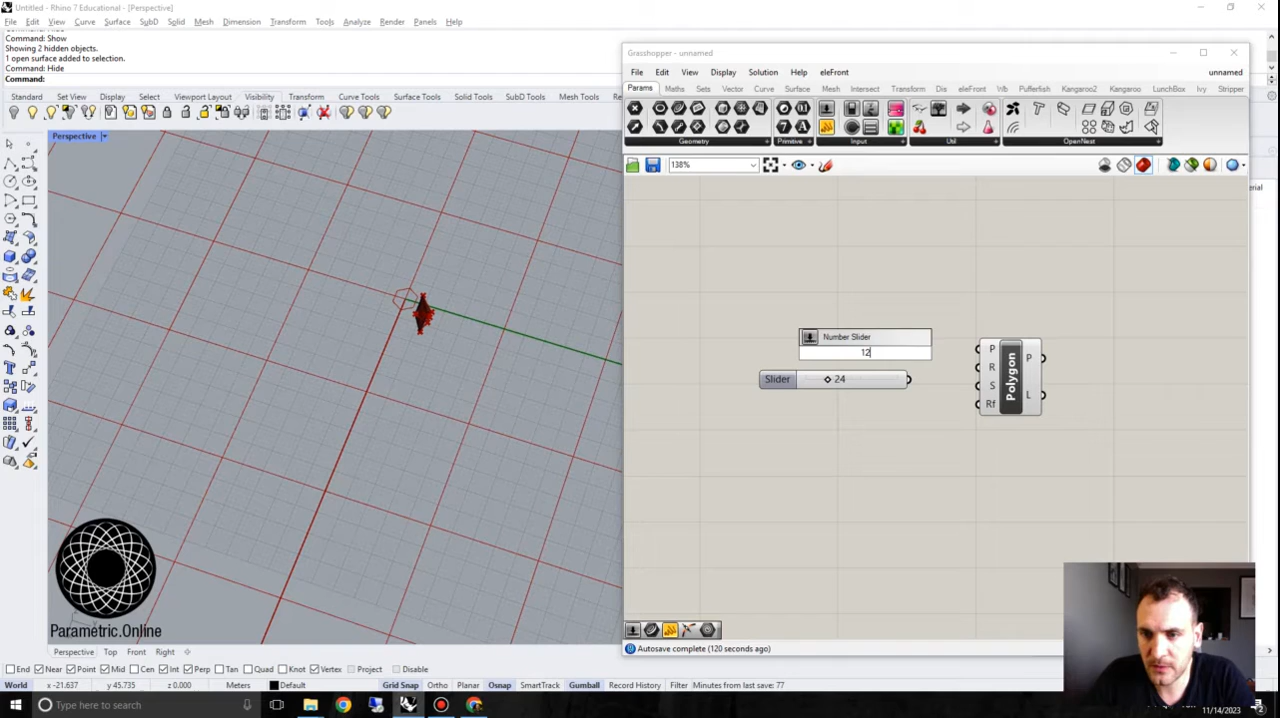 Untitled - Rhino 7 Educational - [Perspective]
File Edit View Curve Surface SubD Solid Mesh Dimension Transform Tools Analyze Render Panels Help
Command: Show
Showing 2 hidden objects.
1 open surface added to selection.
Command: Hide
Command:
Standard CPlanes Set View Display Select Viewport Layout Visibility Transform Curve Tools Surface Tools Solid Tools SubD Tools Mesh Tools
Perspective
Grasshopper - unnamed
File Edit View Display Solution Help eleFront unnamed
Params Maths Sets Vector Curve Surface Mesh Intersect Transform Dis eleFront Wb Kangaroo2 Kangaroo Pufferfish LunchBox Ivy Stripper
Geometry Primitive Input Util OpenNest
138%
Number Slider
12
Slider 24
P
R
S
Rf
Polygon
P
L
Parametric.Online
Perspective Top Front Right
Autosave complete (120 seconds ago)
End Near Point Mid Cen Int Perp Tan Quad Knot Vertex Project Disable
World x -21.637 y 45.735 z 0.000 Meters Default Grid Snap Ortho Planar Osnap SmartTrack Gumball Record History Filter Minutes from last save: 77
Type here to search
11/14/2023